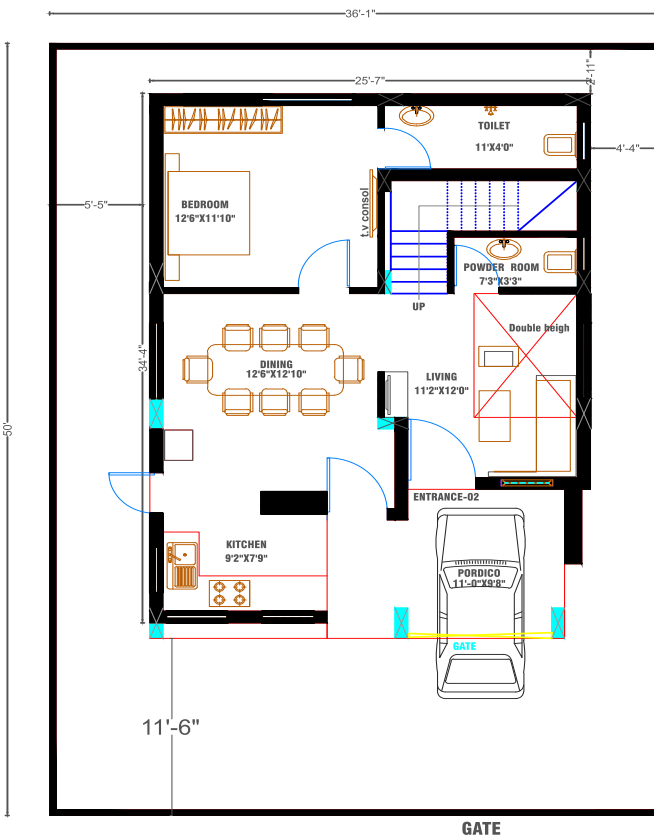 36'-1"
25'-7"
2'-11"
TOILET
11'X4'0"
4'-4"
5'-5"
BEDROOM
12'6"X11'10"
t.v consol
POWDER ROOM
7'3"X3'3"
UP
Double heigh
34'-4"
DINING
12'6"X12'10"
LIVING
11'2"X12'0"
50'
ENTRANCE-02
KITCHEN
9'2"X7'9"
PORDICO
11'-0"X9'8"
GATE
11'-6"
GATE